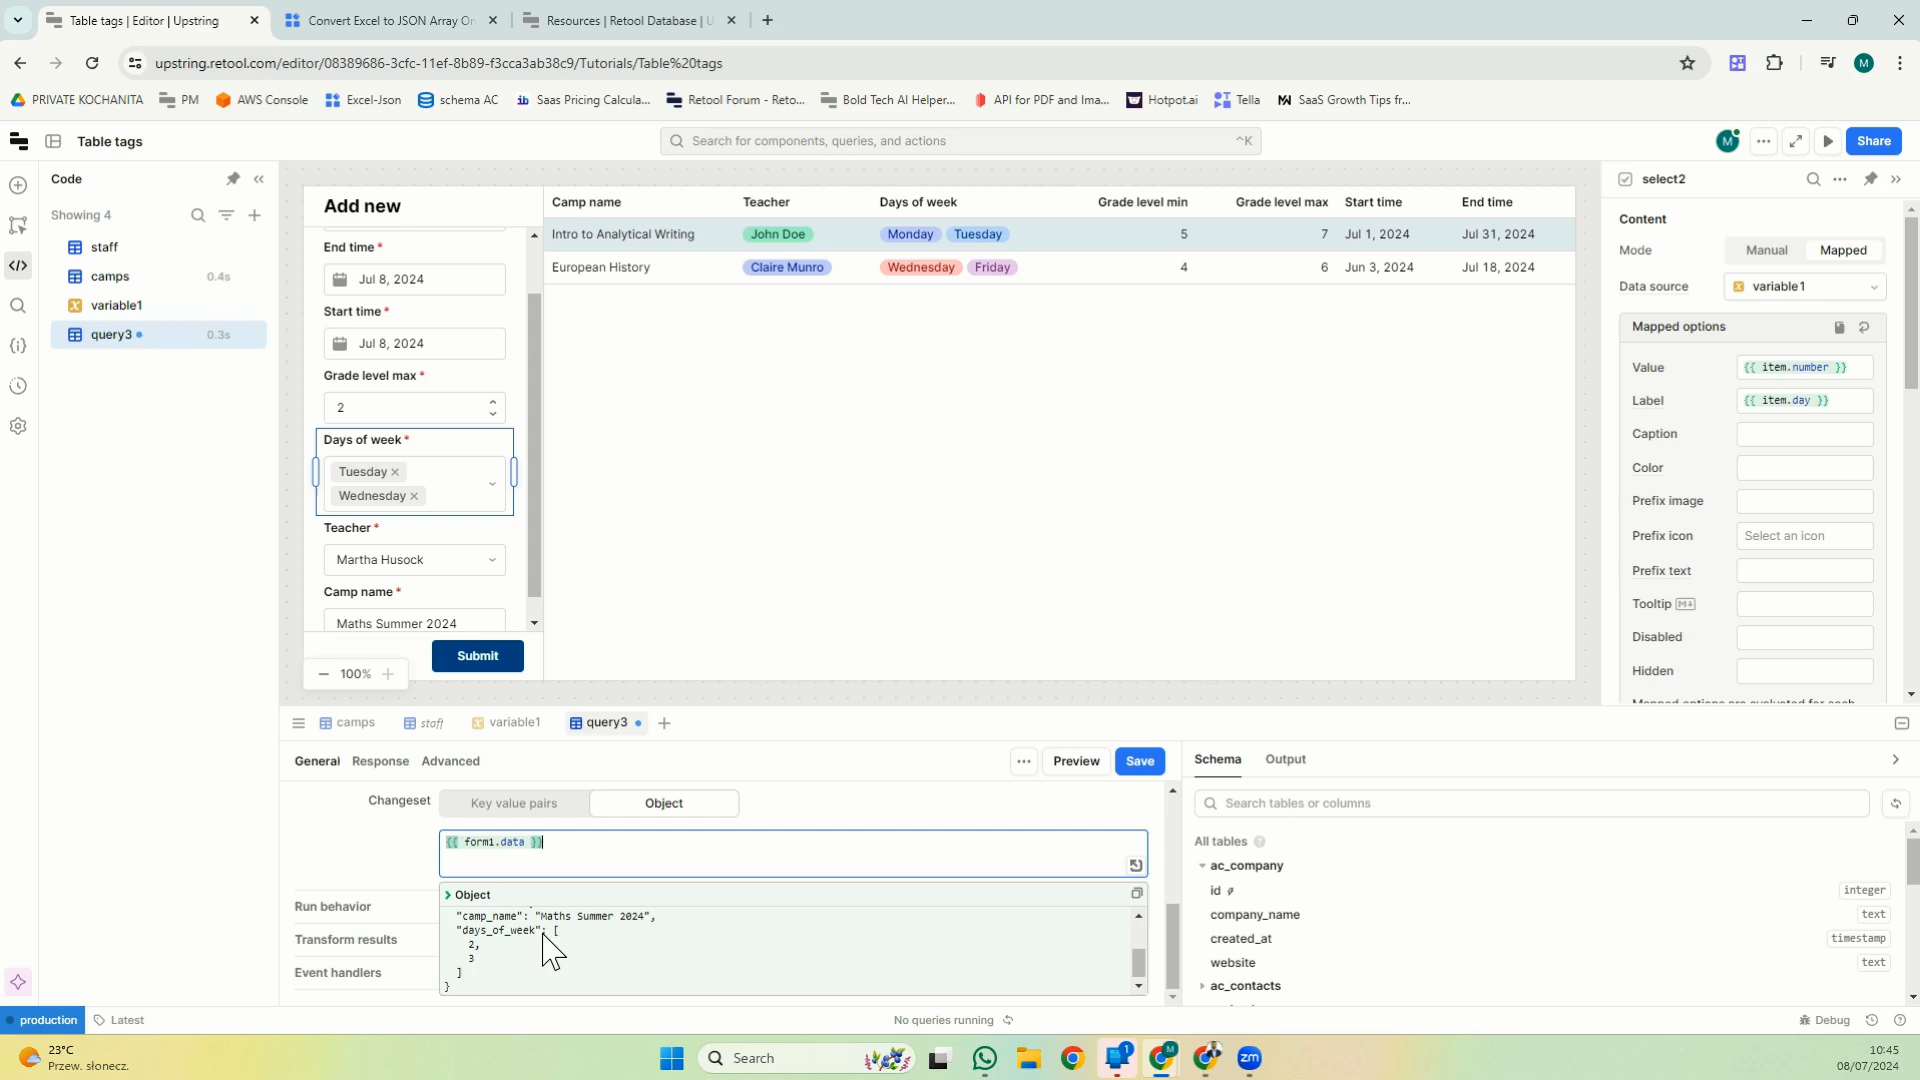 Table tags | Editor | Upstring
Convert Excel to JSON Array On
Resources | Retool Database | U
upstring.retool.com/editor/08389686-3cfc-11ef-8b89-f3cca3ab38c9/Tutorials/Table%20tags
PRIVATE KOCHANITA
PM
AWS Console
Excel-Json
schema AC
Saas Pricing Calcula...
Retool Forum - Reto...
Bold Tech AI Helper...
API for PDF and Ima...
Hotpot.ai
Tella
SaaS Growth Tips fr...
Table tags
Search for components, queries, and actions
^K
M
Share
Code
Showing 4
staff
camps 0.4s
variable1
query3 0.3s
Add new
End time *
Jul 8, 2024
Start time *
Jul 8, 2024
Grade level max *
2
Days of week *
Tuesday
Wednesday
Teacher *
Martha Husock
Camp name *
Maths Summer 2024
Submit
100%
Camp name Teacher Days of week Grade level min Grade level max Start time End time
Intro to Analytical Writing John Doe Monday Tuesday 5 7 Jul 1, 2024 Jul 31, 2024
European History Claire Munro Wednesday Friday 4 6 Jun 3, 2024 Jul 18, 2024
select2
Content
Mode Manual Mapped
Data source variable1
Mapped options
Value {{ item.number }}
Label {{ item.day }}
Caption
Color
Prefix image
Prefix icon Select an icon
Prefix text
Tooltip M↓
Disabled
Hidden
Mapped options are evaluated for each
camps
staff
variable1
query3
General Response Advanced
Preview
Save
Changeset Key value pairs Object
{{ form1.data }}
Object
"camp_name": "Maths Summer 2024",
"days_of_week": [
2,
3
]
}
Run behavior
Transform results
Event handlers
Schema Output
Search tables or columns
All tables
ac_company
id integer
company_name text
created_at timestamp
website text
ac_contacts
production
Latest
No queries running
Debug
23°C
Przew. słonecz.
Search
1
M
zm
10:45
08/07/2024